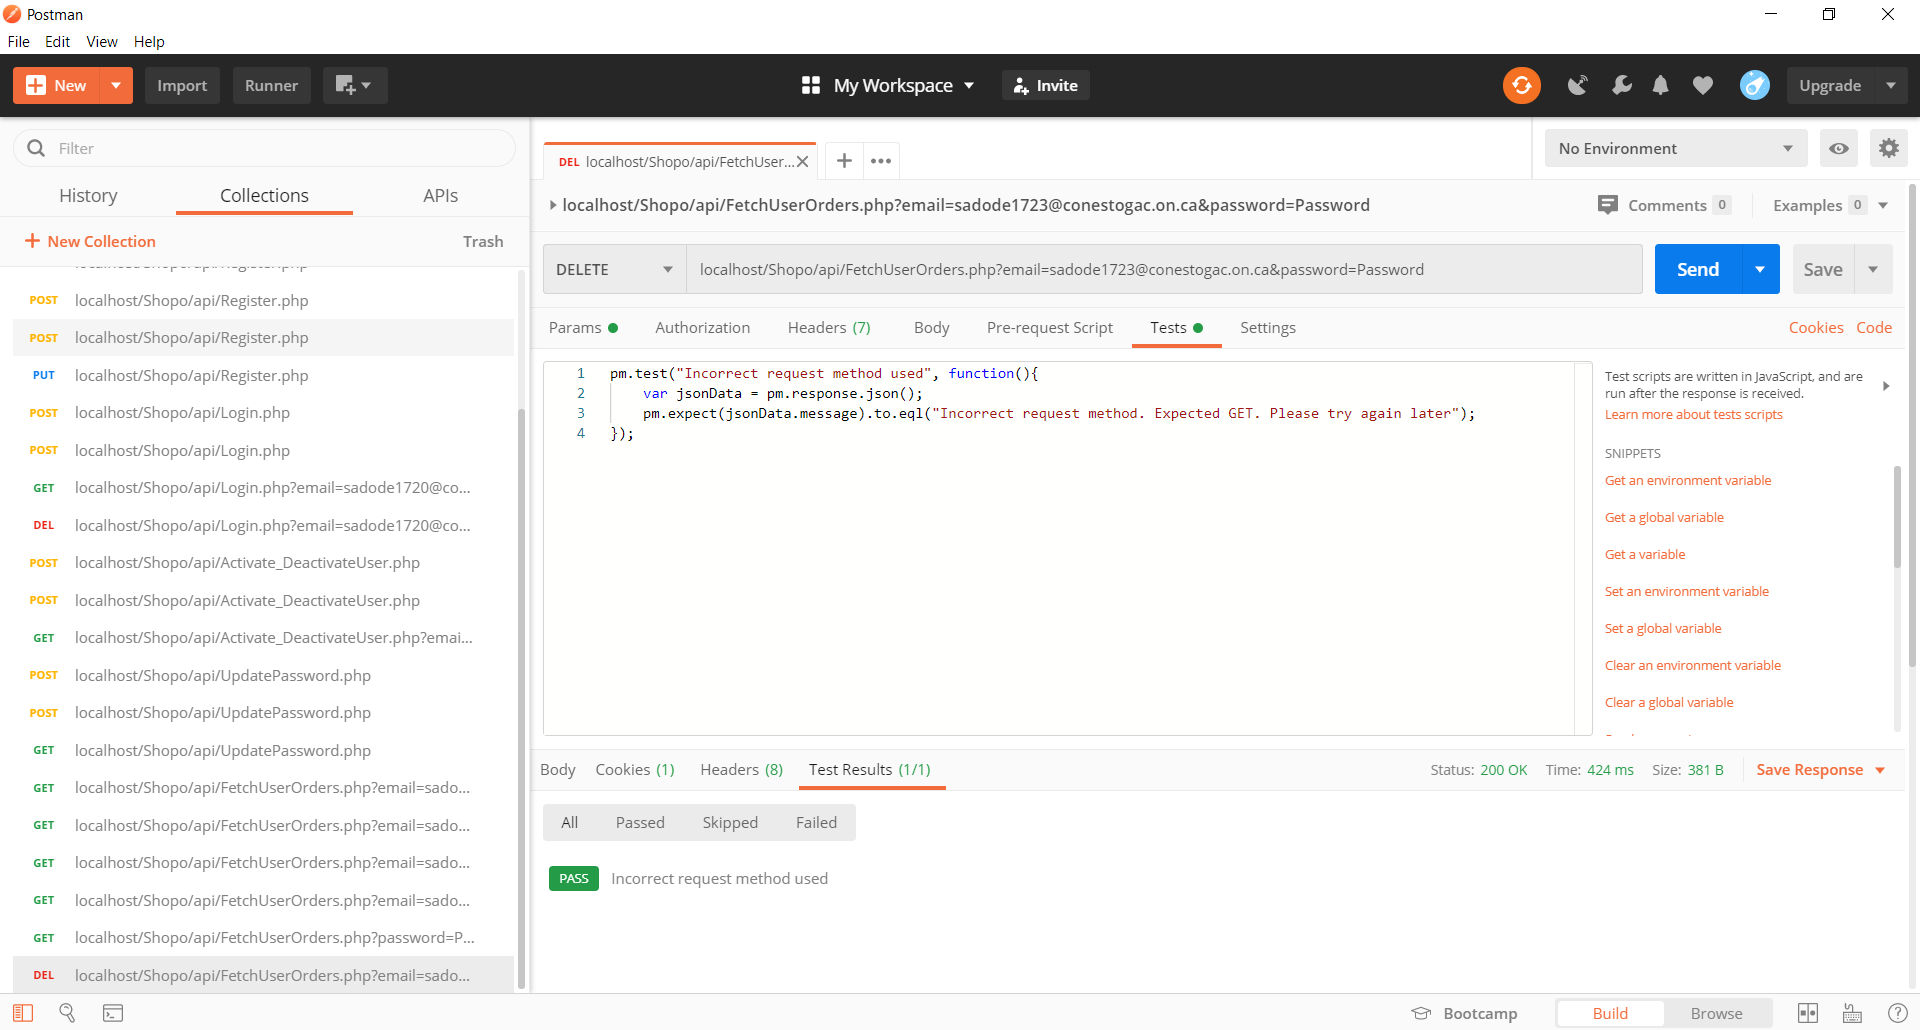 Postman
File Edit View Help
New Import Runner My Workspace Invite Upgrade
Filter
History Collections APIs
New Collection Trash
localhost/Shopo/api/Register.php
POST localhost/Shopo/api/Register.php
POST localhost/Shopo/api/Register.php
PUT localhost/Shopo/api/Register.php
POST localhost/Shopo/api/Login.php
POST localhost/Shopo/api/Login.php
GET localhost/Shopo/api/Login.php?email=sadode1720@co...
DEL localhost/Shopo/api/Login.php?email=sadode1720@co...
POST localhost/Shopo/api/Activate_DeactivateUser.php
POST localhost/Shopo/api/Activate_DeactivateUser.php
GET localhost/Shopo/api/Activate_DeactivateUser.php?emai...
POST localhost/Shopo/api/UpdatePassword.php
POST localhost/Shopo/api/UpdatePassword.php
GET localhost/Shopo/api/UpdatePassword.php
GET localhost/Shopo/api/FetchUserOrders.php?email=sado...
GET localhost/Shopo/api/FetchUserOrders.php?email=sado...
GET localhost/Shopo/api/FetchUserOrders.php?email=sado...
GET localhost/Shopo/api/FetchUserOrders.php?email=sado...
GET localhost/Shopo/api/FetchUserOrders.php?password=P...
DEL localhost/Shopo/api/FetchUserOrders.php?email=sado...
DEL localhost/Shopo/api/FetchUser...
No Environment
localhost/Shopo/api/FetchUserOrders.php?email=sadode1723@conestogac.on.ca&password=Password
Comments 0 Examples 0
DELETE localhost/Shopo/api/FetchUserOrders.php?email=sadode1723@conestogac.on.ca&password=Password Send Save
Params Authorization Headers (7) Body Pre-request Script Tests Settings Cookies Code
1 pm.test("Incorrect request method used", function(){
2 var jsonData = pm.response.json();
3 pm.expect(jsonData.message).to.eql("Incorrect request method. Expected GET. Please try again later");
4 });
Test scripts are written in JavaScript, and are
run after the response is received.
Learn more about tests scripts
SNIPPETS
Get an environment variable
Get a global variable
Get a variable
Set an environment variable
Set a global variable
Clear an environment variable
Clear a global variable
Body Cookies (1) Headers (8) Test Results (1/1) Status: 200 OK Time: 424 ms Size: 381 B Save Response
All Passed Skipped Failed
PASS Incorrect request method used
Bootcamp Build Browse